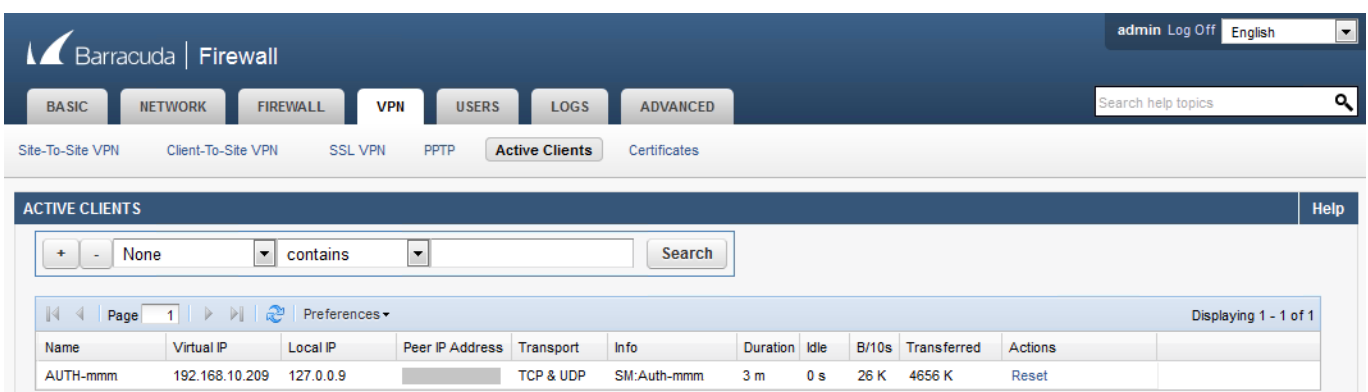 admin Log Off English
Barracuda | Firewall
BASIC NETWORK FIREWALL VPN USERS LOGS ADVANCED Search help topics
Site-To-Site VPN Client-To-Site VPN SSL VPN PPTP Active Clients Certificates
ACTIVE CLIENTS Help
+ - None contains Search
Page 1 Preferences Displaying 1 - 1 of 1
Name Virtual IP Local IP Peer IP Address Transport Info Duration Idle B/10s Transferred Actions
AUTH-mmm 192.168.10.209 127.0.0.9 TCP & UDP SM:Auth-mmm 3 m 0 s 26 K 4656 K Reset